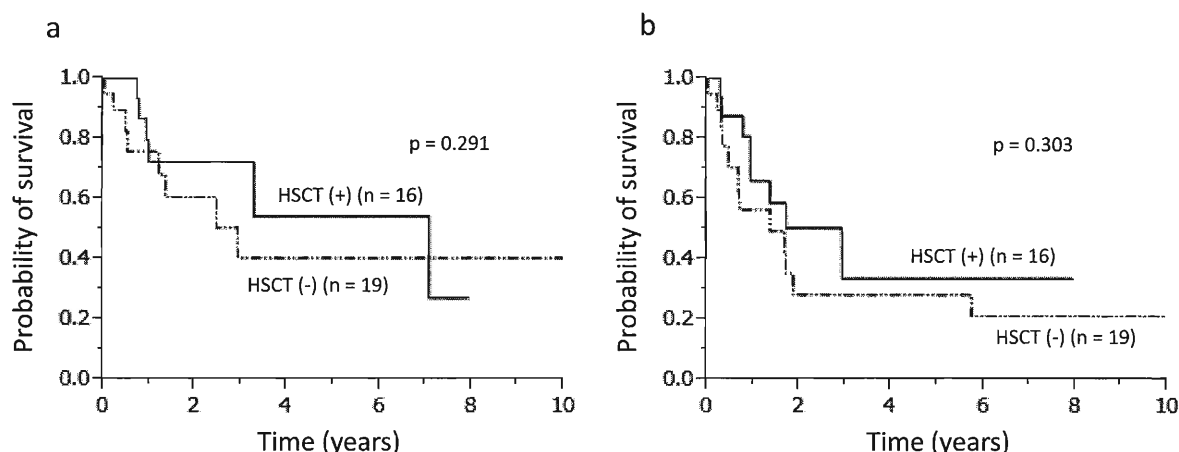 a
Probability of survival
1.0
0.8
0.6
0.4
0.2
0.0
p = 0.291
HSCT (+) (n = 16)
HSCT (-) (n = 19)
0 2 4 6 8 10
Time (years)
b
Probability of survival
1.0
0.8
0.6
0.4
0.2
0.0
p = 0.303
HSCT (+) (n = 16)
HSCT (-) (n = 19)
0 2 4 6 8 10
Time (years)